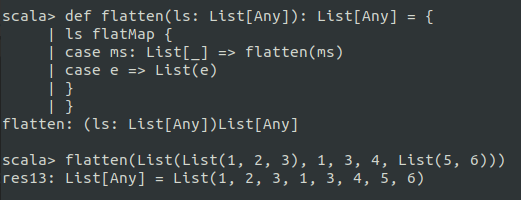 scala> def flatten(ls: List[Any]): List[Any] = {
     | ls flatMap {
     | case ms: List[_] => flatten(ms)
     | case e => List(e)
     | }
     | }
flatten: (ls: List[Any])List[Any]

scala> flatten(List(List(1, 2, 3), 1, 3, 4, List(5, 6)))
res13: List[Any] = List(1, 2, 3, 1, 3, 4, 5, 6)